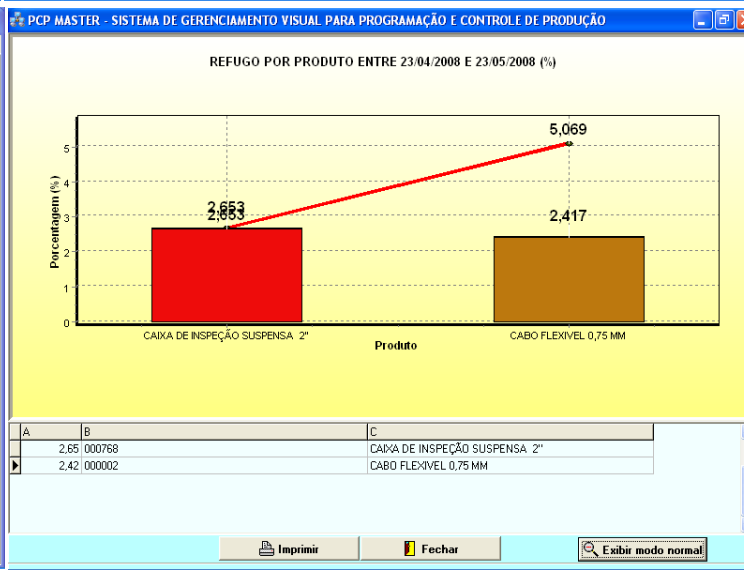 PCP MASTER - SISTEMA DE GERENCIAMENTO VISUAL PARA PROGRAMAÇÃO E CONTROLE DE PRODUÇÃO
REFUGO POR PRODUTO ENTRE 23/04/2008 E 23/05/2008 (%)
5,069
5
4
2,653
2,653
2,417
3
2
1
0
Porcentagem (%)
CAIXA DE INSPEÇÃO SUSPENSA 2"
CABO FLEXIVEL 0,75 MM
Produto
A B C
2,65 000768 CAIXA DE INSPEÇÃO SUSPENSA 2"
2,42 000002 CABO FLEXIVEL 0,75 MM
Imprimir Fechar Exibir modo normal